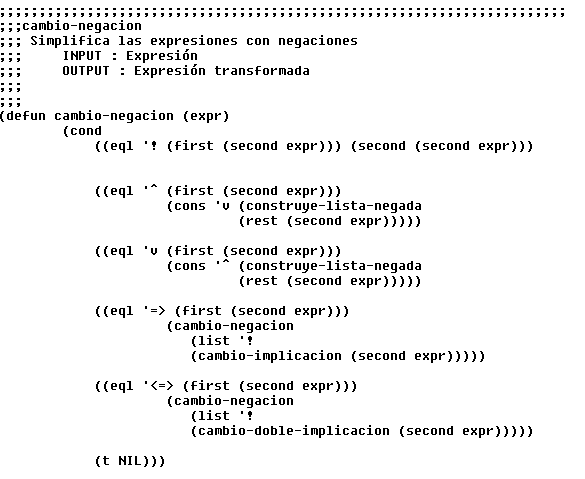 ;;;;;;;;;;;;;;;;;;;;;;;;;;;;;;;;;;;;;;;;;;;;;;;;;;;;;;;;;;;;;;;;;;;;;;;
;;;cambio-negacion
;;; Simplifica las expresiones con negaciones
;;;     INPUT : Expresión
;;;     OUTPUT : Expresión transformada
;;;
;;;
(defun cambio-negacion (expr)
        (cond
            ((eql '! (first (second expr))) (second (second expr)))
            ((eql '^ (first (second expr)))
                     (cons 'v (construye-lista-negada
                              (rest (second expr)))))
            ((eql 'v (first (second expr)))
                     (cons '^ (construye-lista-negada
                              (rest (second expr)))))
            ((eql '=> (first (second expr)))
                     (cambio-negacion
                        (list '!
                        (cambio-implicacion (second expr)))))
            ((eql '<=> (first (second expr)))
                     (cambio-negacion
                        (list '!
                        (cambio-doble-implicacion (second expr)))))
            (t NIL)))